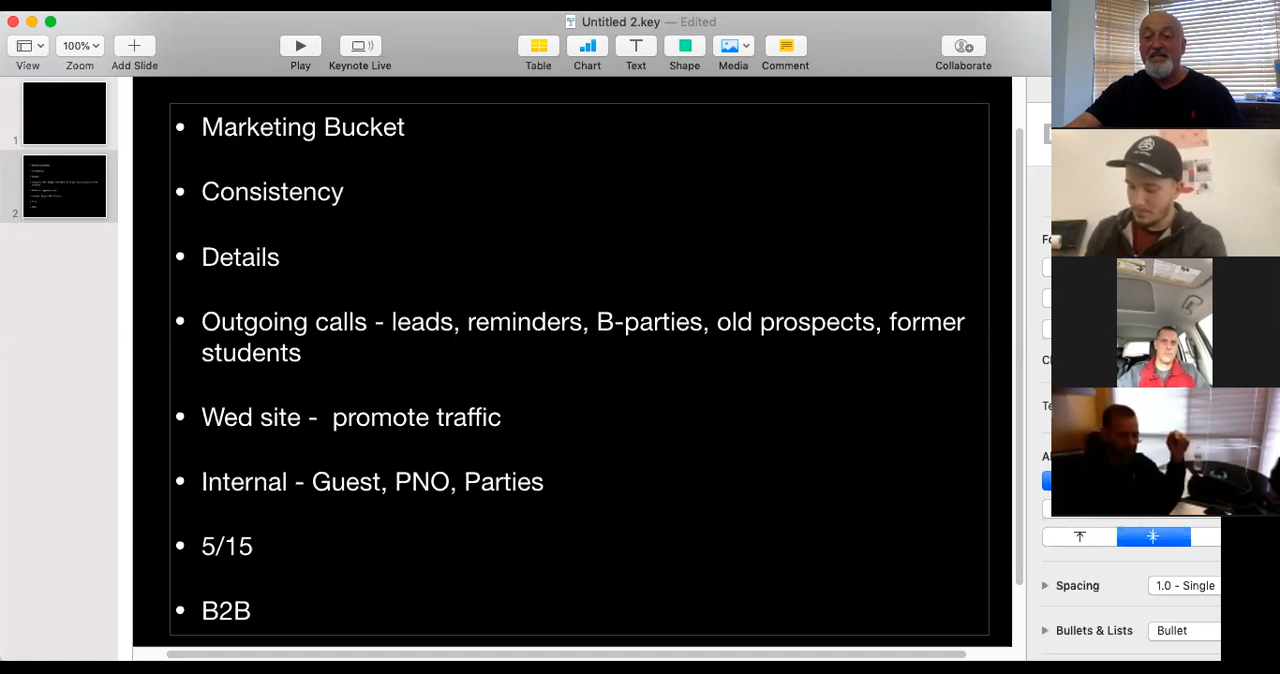 Untitled 2.key — Edited
100%
View
Zoom
Add Slide
Play
Keynote Live
Table
Chart
Text
Shape
Media
Comment
Collaborate
1
2
• Marketing Bucket
• Consistency
• Details
• Outgoing calls - leads, reminders, B-parties, old prospects, former
students
• Wed site -  promote traffic
• Internal - Guest, PNO, Parties
• 5/15
• B2B
Spacing
1.0 - Single
Bullets & Lists
Bullet